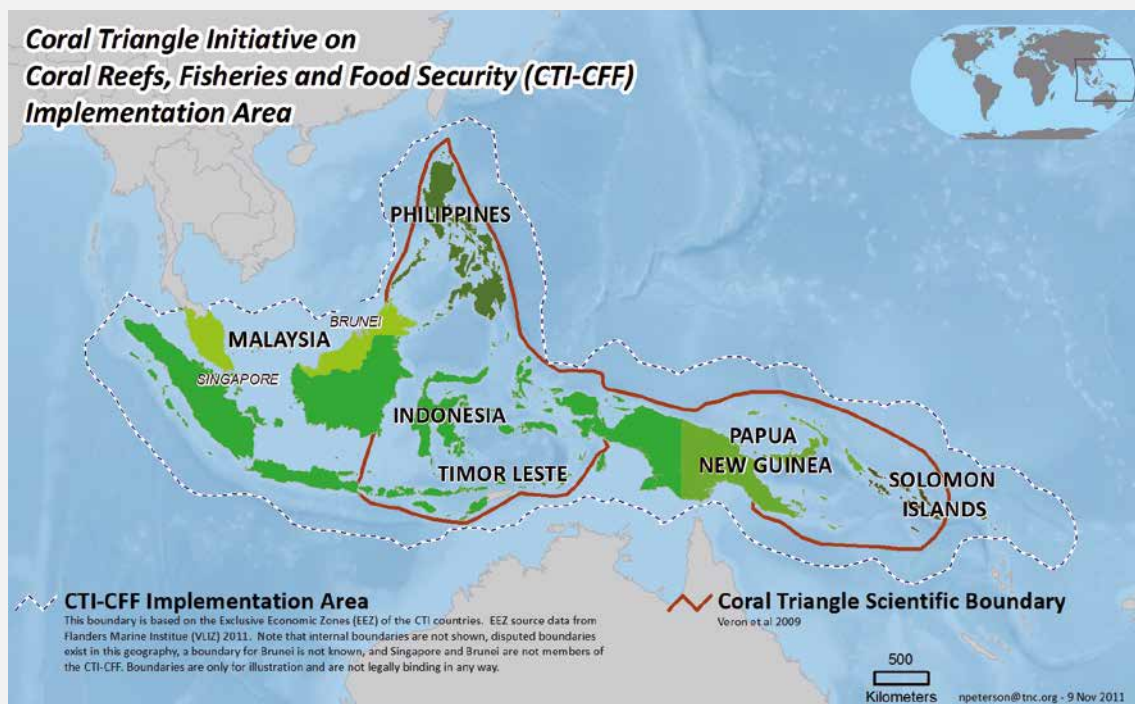 Coral Triangle Initiative on
Coral Reefs, Fisheries and Food Security (CTI-CFF)
Implementation Area
PHILIPPINES
BRUNEI
MALAYSIA
SINGAPORE
INDONESIA
PAPUA
NEW GUINEA
TIMOR LESTE
SOLOMON
ISLANDS
CTI-CFF Implementation Area
This boundary is based on the Exclusive Economic Zones (EEZ) of the CTI countries. EEZ source data from
Flanders Marine Institue (VLIZ) 2011. Note that internal boundaries are not shown, disputed boundaries
exist in this geography, a boundary for Brunei is not known, and Singapore and Brunei are not members of
the CTI-CFF. Boundaries are only for illustration and are not legally binding in any way.
Coral Triangle Scientific Boundary
Veron et al 2009
500
Kilometers
npeterson@tnc.org - 9 Nov 2011